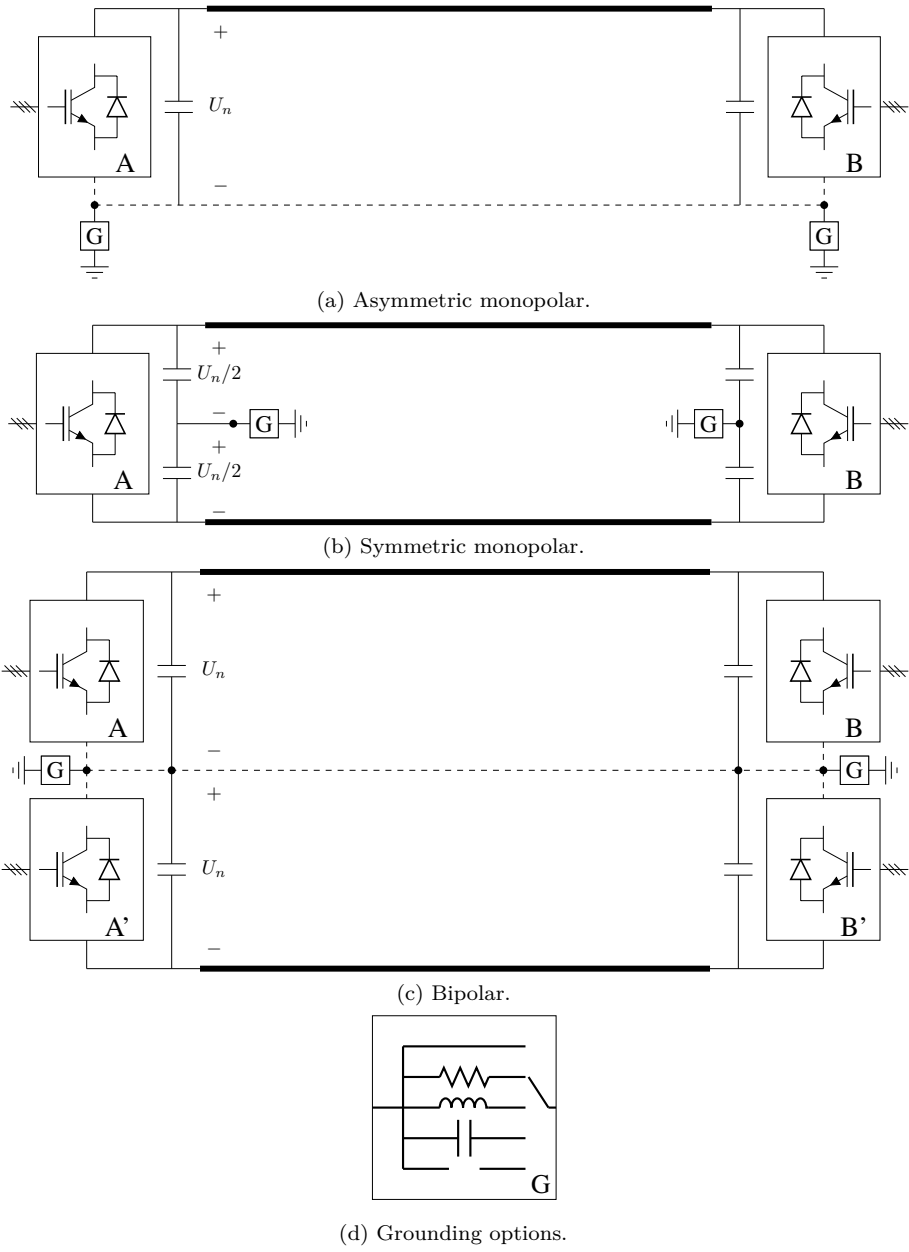 +
U_n
A
B
−
G
G
(a) Asymmetric monopolar.
+
U_n/2
−
G
G
+
U_n/2
A
B
−
(b) Symmetric monopolar.
+
U_n
A
B
−
G
G
+
U_n
A'
B'
−
(c) Bipolar.
G
(d) Grounding options.